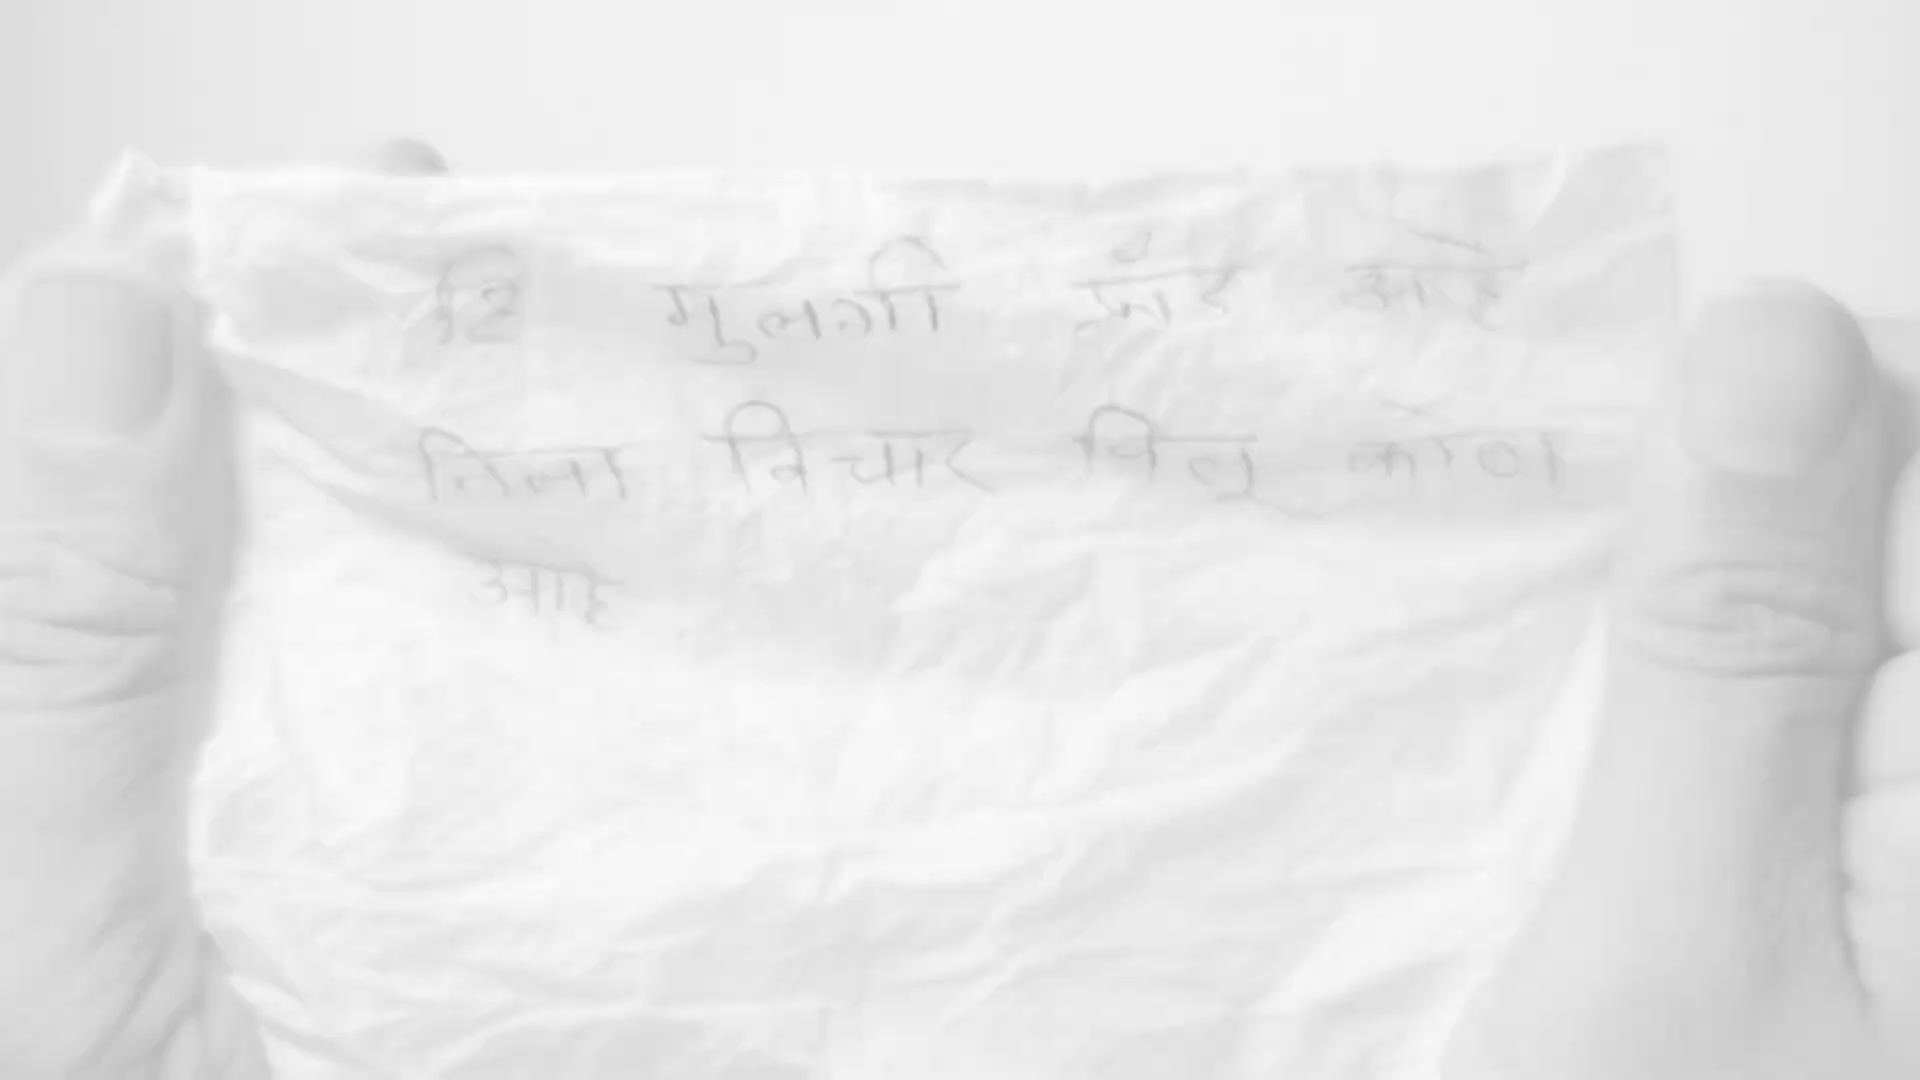 हि मुलगी आहे
तिला विचार पिलू कोण
आहे